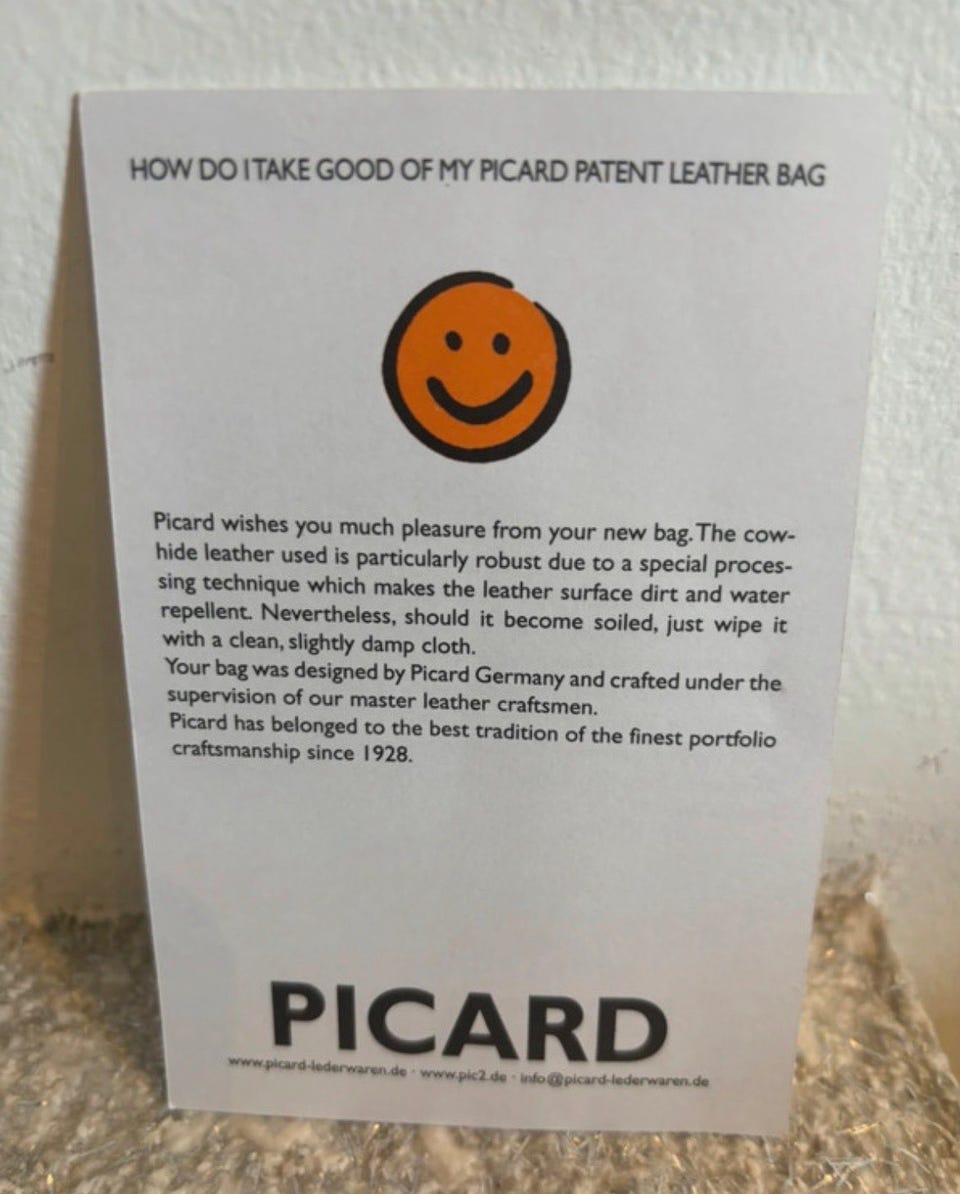 HOW DO I TAKE GOOD OF MY PICARD PATENT LEATHER BAG
Picard wishes you much pleasure from your new bag. The cow-
hide leather used is particularly robust due to a special proces-
sing technique which makes the leather surface dirt and water
repellent. Nevertheless, should it become soiled, just wipe it
with a clean, slightly damp cloth.
Your bag was designed by Picard Germany and crafted under the
supervision of our master leather craftsmen.
Picard has belonged to the best tradition of the finest portfolio
craftsmanship since 1928.
PICARD
www.picard-lederwaren.de · www.pic2.de · info@picard-lederwaren.de